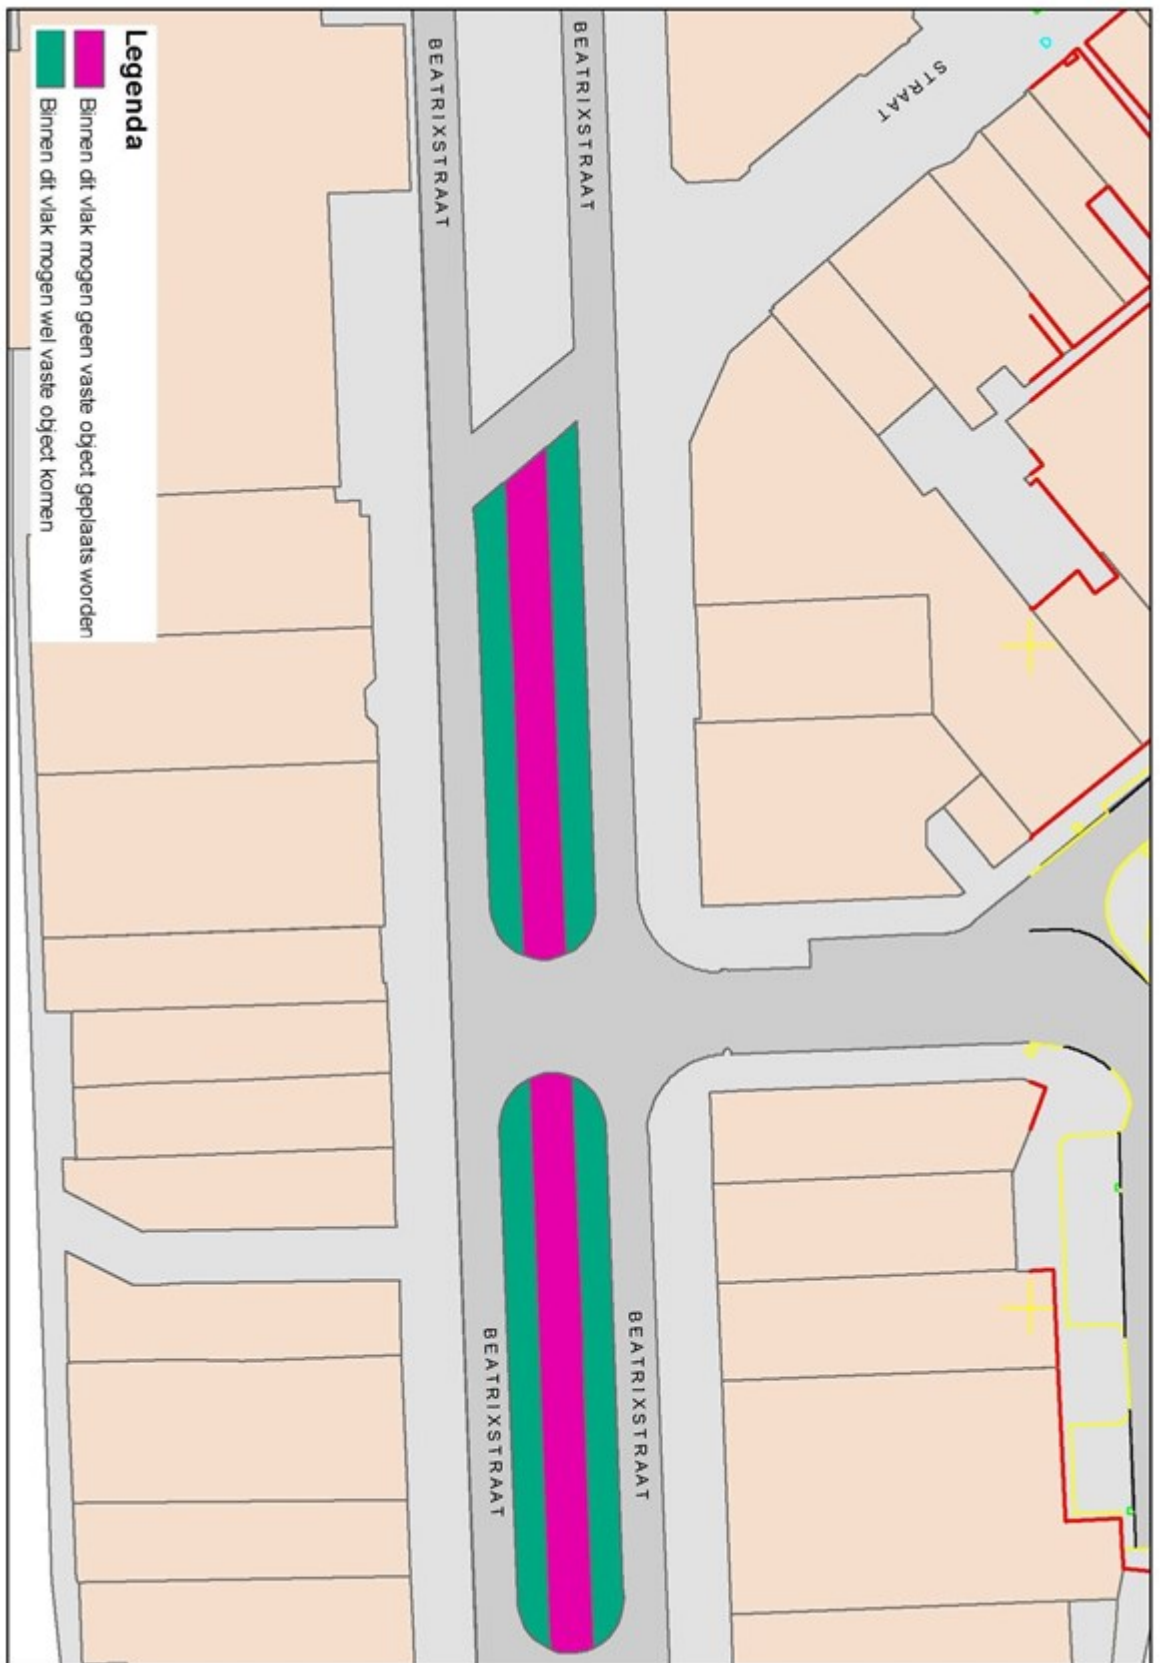 Legenda
Binnen dit vlak mogen geen vaste object geplaats worden
Binnen dit vlak mogen wel vaste object komen
STRAAT
BEATRIXSTRAAT
BEATRIXSTRAAT
BEATRIXSTRAAT
BEATRIXSTRAAT